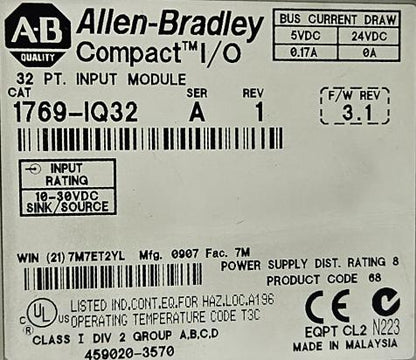 A-B
QUALITY
Allen-Bradley
Compact™ I/O
BUS CURRENT DRAW
5VDC 24VDC
0.17A 0A
32 PT. INPUT MODULE
CAT SER REV
1769-IQ32 A 1
F/W REV
3.1
INPUT
RATING
10-30VDC
SINK/SOURCE
WIN (21) 7M7ET2YL Mfg. 0907 Fac. 7M
POWER SUPPLY DIST. RATING 8
PRODUCT CODE 68
c UL us
LISTED IND.CONT.EQ.FOR HAZ.LOC.A196
OPERATING TEMPERATURE CODE T3C
CLASS I DIV 2 GROUP A,B,C,D
459020-3570
CE
N223
EQPT CL2
MADE IN MALAYSIA